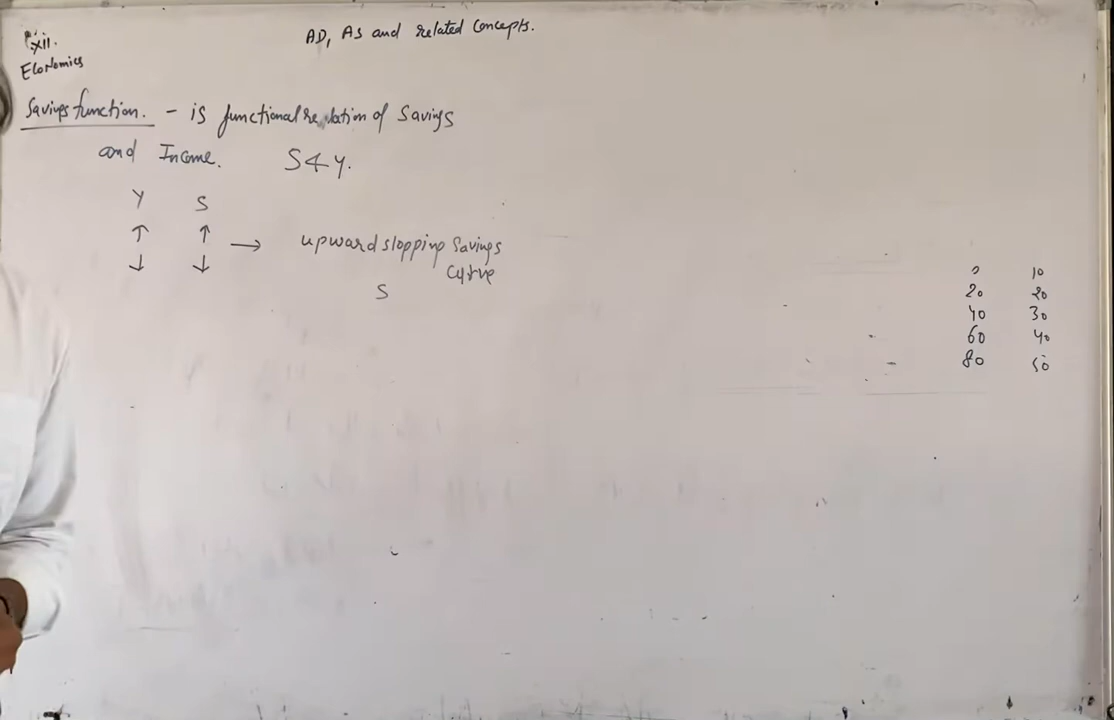 xii.
Economics
AD, AS and related Concepts.
Savings function. - is functional relation of Savings
and Income. S & Y.
Y S
↑ ↑ → upward slopping Savings
↓ ↓ Curve
S
0 10
20 20
40 30
60 40
80 50